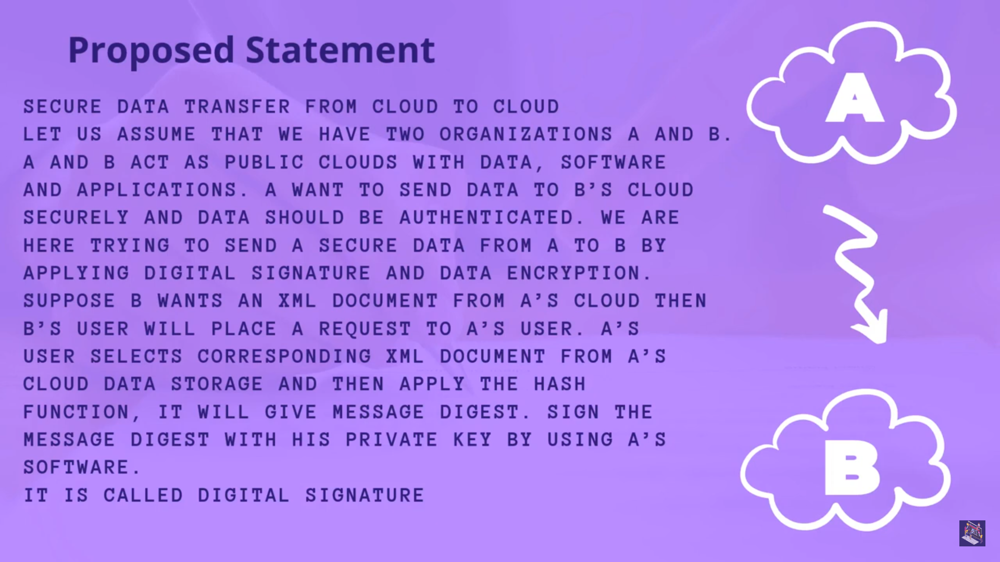 Proposed Statement
SECURE DATA TRANSFER FROM CLOUD TO CLOUD
LET US ASSUME THAT WE HAVE TWO ORGANIZATIONS A AND B.
A AND B ACT AS PUBLIC CLOUDS WITH DATA, SOFTWARE
AND APPLICATIONS. A WANT TO SEND DATA TO B’S CLOUD
SECURELY AND DATA SHOULD BE AUTHENTICATED. WE ARE
HERE TRYING TO SEND A SECURE DATA FROM A TO B BY
APPLYING DIGITAL SIGNATURE AND DATA ENCRYPTION.
SUPPOSE B WANTS AN XML DOCUMENT FROM A’S CLOUD THEN
B’S USER WILL PLACE A REQUEST TO A’S USER. A’S
USER SELECTS CORRESPONDING XML DOCUMENT FROM A’S
CLOUD DATA STORAGE AND THEN APPLY THE HASH
FUNCTION, IT WILL GIVE MESSAGE DIGEST. SIGN THE
MESSAGE DIGEST WITH HIS PRIVATE KEY BY USING A’S
SOFTWARE.
IT IS CALLED DIGITAL SIGNATURE
A
B